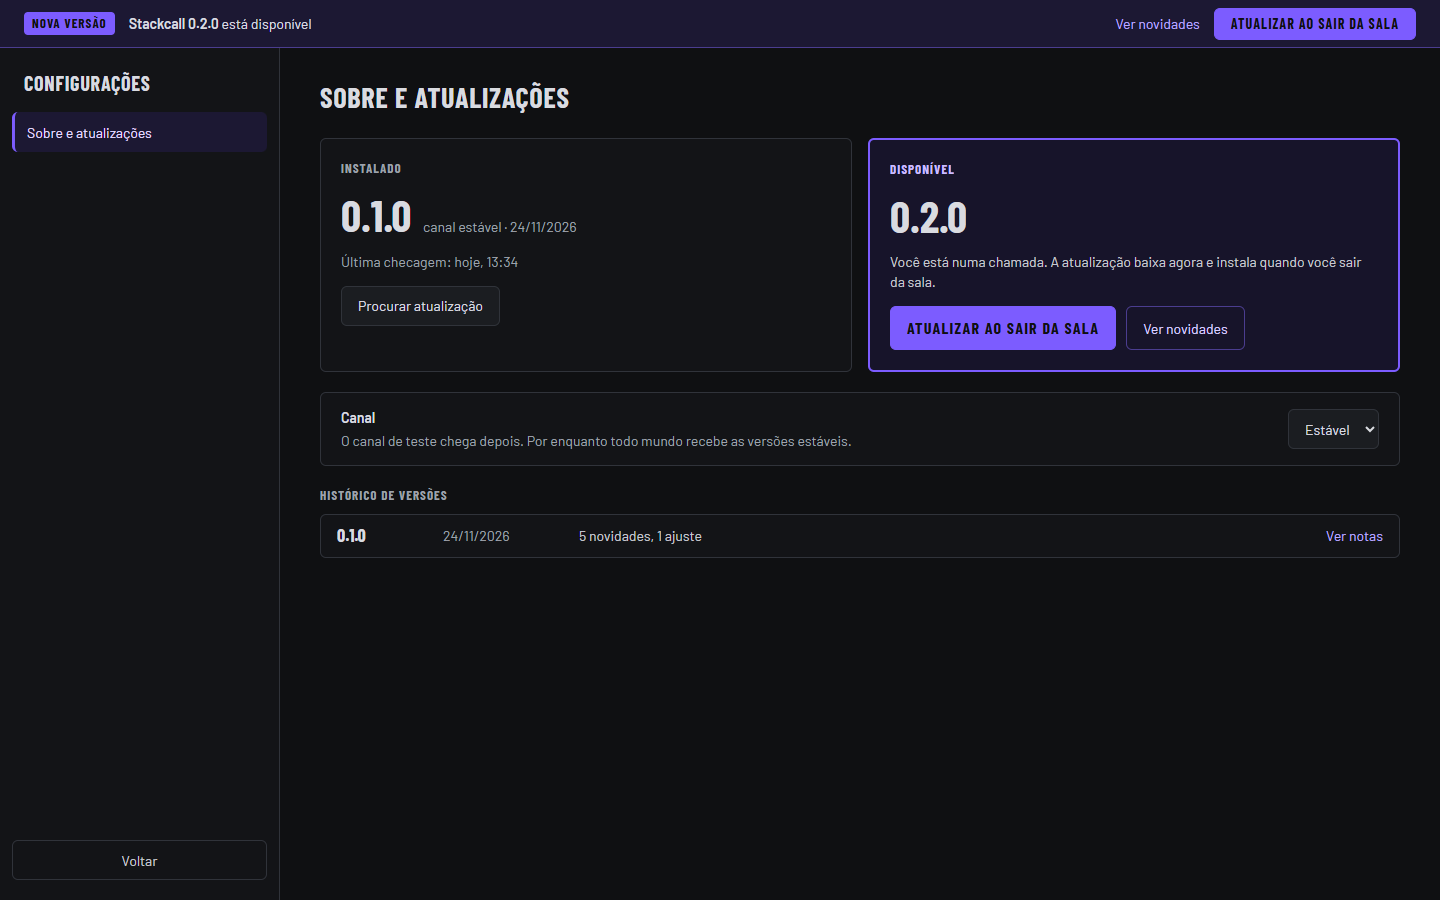 NOVA VERSÃO
Stackcall 0.2.0 está disponível
Ver novidades
ATUALIZAR AO SAIR DA SALA
CONFIGURAÇÕES
Sobre e atualizações
Voltar
SOBRE E ATUALIZAÇÕES
INSTALADO
0.1.0 canal estável · 24/11/2026
Última checagem: hoje, 13:34
Procurar atualização
DISPONÍVEL
0.2.0
Você está numa chamada. A atualização baixa agora e instala quando você sair
da sala.
ATUALIZAR AO SAIR DA SALA
Ver novidades
Canal
O canal de teste chega depois. Por enquanto todo mundo recebe as versões estáveis.
Estável
HISTÓRICO DE VERSÕES
0.1.0 24/11/2026 5 novidades, 1 ajuste Ver notas